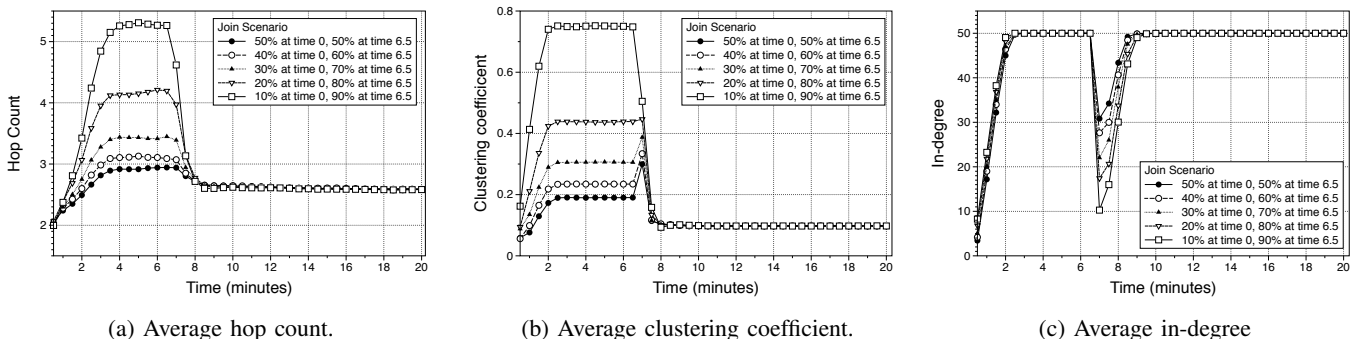 Hop Count
5
4
3
2
2 4 6 8 10 12 14 16 18 20
Time (minutes)
Join Scenario
50% at time 0, 50% at time 6.5
40% at time 0, 60% at time 6.5
30% at time 0, 70% at time 6.5
20% at time 0, 80% at time 6.5
10% at time 0, 90% at time 6.5
(a) Average hop count.
Clustering coefficicent
0.8
0.6
0.4
0.2
0
2 4 6 8 10 12 14 16 18 20
Time (minutes)
Join Scenario
50% at time 0, 50% at time 6.5
40% at time 0, 60% at time 6.5
30% at time 0, 70% at time 6.5
20% at time 0, 80% at time 6.5
10% at time 0, 90% at time 6.5
(b) Average clustering coefficient.
In-degree
50
40
30
20
10
0
2 4 6 8 10 12 14 16 18 20
Time (minutes)
Join Scenario
50% at time 0, 50% at time 6.5
40% at time 0, 60% at time 6.5
30% at time 0, 70% at time 6.5
20% at time 0, 80% at time 6.5
10% at time 0, 90% at time 6.5
(c) Average in-degree